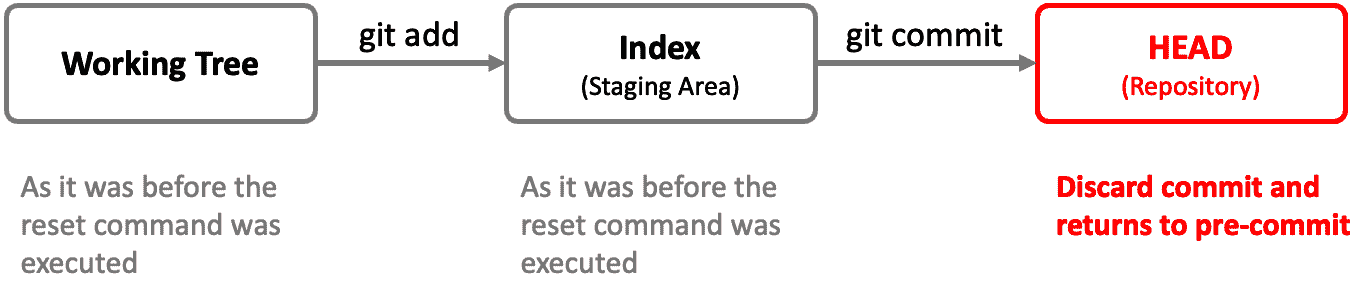 Working Tree
git add
Index
(Staging Area)
git commit
HEAD
(Repository)
As it was before the
reset command was
executed
As it was before the
reset command was
executed
Discard commit and
returns to pre-commit